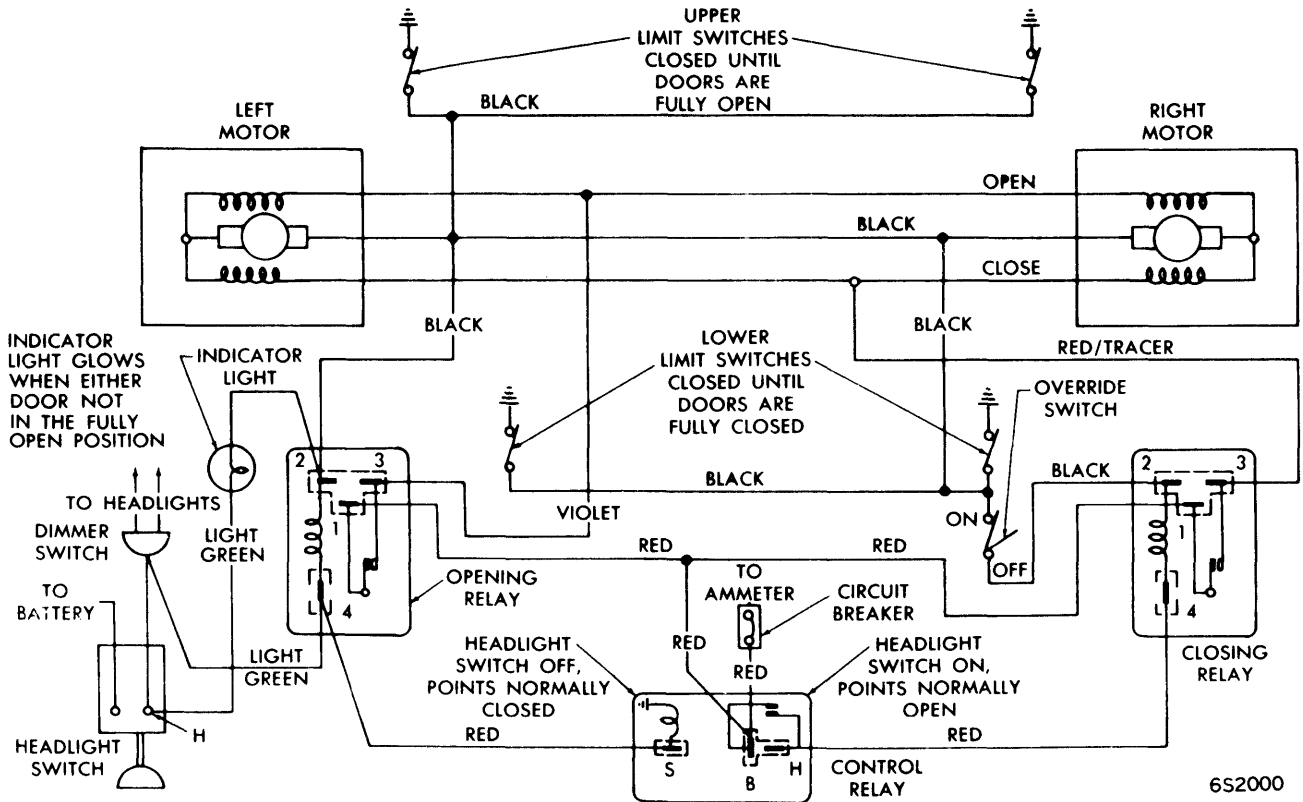 UPPER
LIMIT SWITCHES
CLOSED UNTIL
DOORS ARE
FULLY OPEN
BLACK
LEFT
MOTOR
RIGHT
MOTOR
OPEN
BLACK
CLOSE
BLACK
BLACK
RED/TRACER
INDICATOR
LIGHT GLOWS
WHEN EITHER
DOOR NOT
IN THE FULLY
OPEN POSITION
INDICATOR
LIGHT
LOWER
LIMIT SWITCHES
CLOSED UNTIL
DOORS ARE
FULLY CLOSED
OVERRIDE
SWITCH
2
3
1
4
BLACK
BLACK
2
3
1
4
TO HEADLIGHTS
DIMMER
SWITCH
LIGHT
GREEN
VIOLET
ON
OFF
RED
RED
TO
BATTERY
OPENING
RELAY
TO
AMMETER
CIRCUIT
BREAKER
RED
RED
LIGHT
GREEN
HEADLIGHT
SWITCH OFF,
POINTS NORMALLY
CLOSED
HEADLIGHT
SWITCH ON,
POINTS NORMALLY
OPEN
CLOSING
RELAY
H
HEADLIGHT
SWITCH
RED
S
B
H
RED
CONTROL
RELAY
6S2000